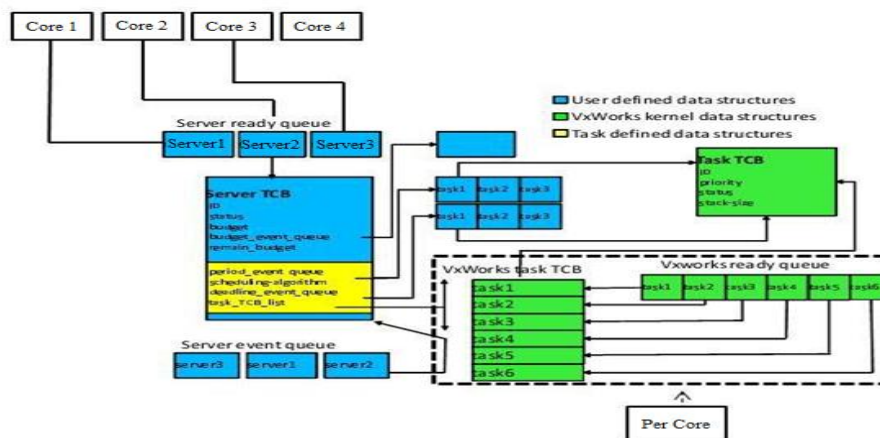 Core 1 Core 2 Core 3 Core 4
Server ready queue
Server1 Server2 Server3
User defined data structures
VxWorks kernel data structures
Task defined data structures
Server TCB
ID
status
budget
budget_event_queue
remain_budget
period_event_queue
scheduling-algorithm
deadline_event_queue
task_TCB_list
task1 task2 task3
task1 task2 task3
Task TCB
ID
priority
status
stack-size
VxWorks task TCB
task1
task2
task3
task4
task5
task6
Vxworks ready queue
task1 task2 task3 task4 task5 task6
Server event queue
server3 server1 server2
Per Core